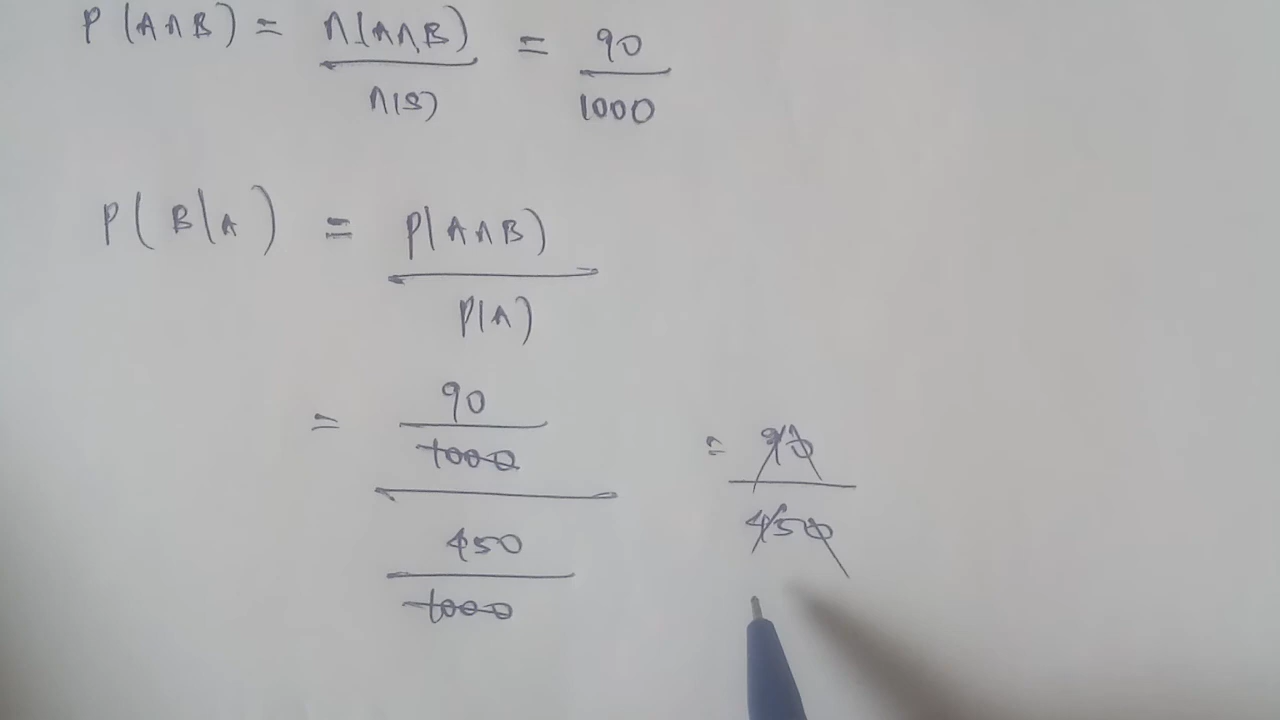 P(A∩B) = n(A∩B) / n(S) = 90 / 1000
P(B|A) = P(A∩B) / P(A)
= 90 / 1000 / 450 / 1000 = 90 / 450